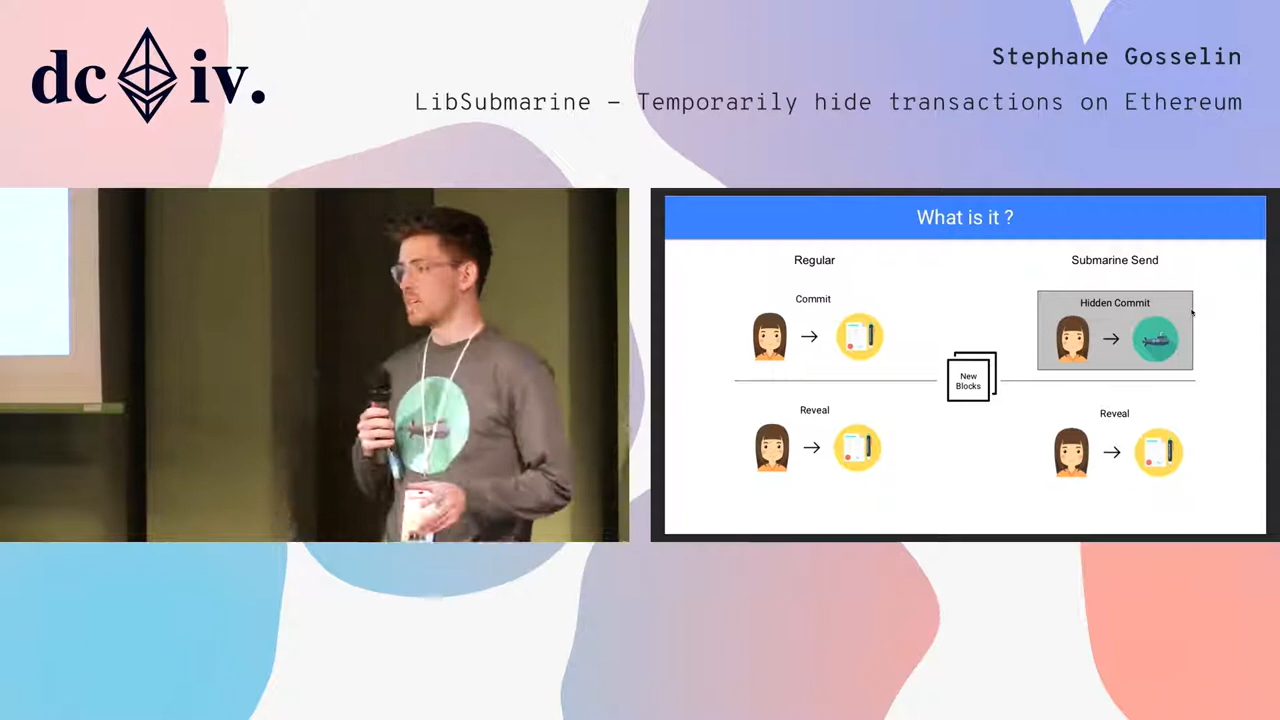 dc iv.
Stephane Gosselin
LibSubmarine – Temporarily hide transactions on Ethereum
What is it ?
Regular
Submarine Send
Commit
Hidden Commit
New
Blocks
Reveal
Reveal